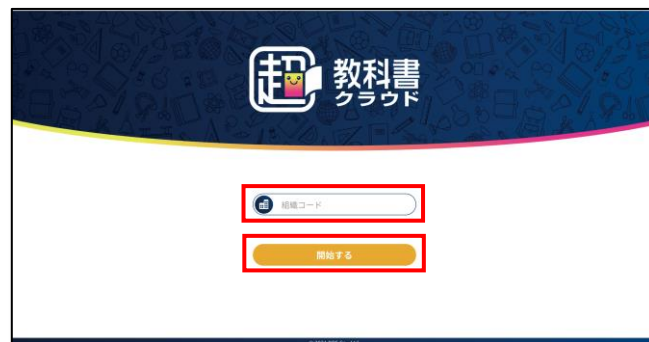 超
教科書
クラウド
組織コード
開始する